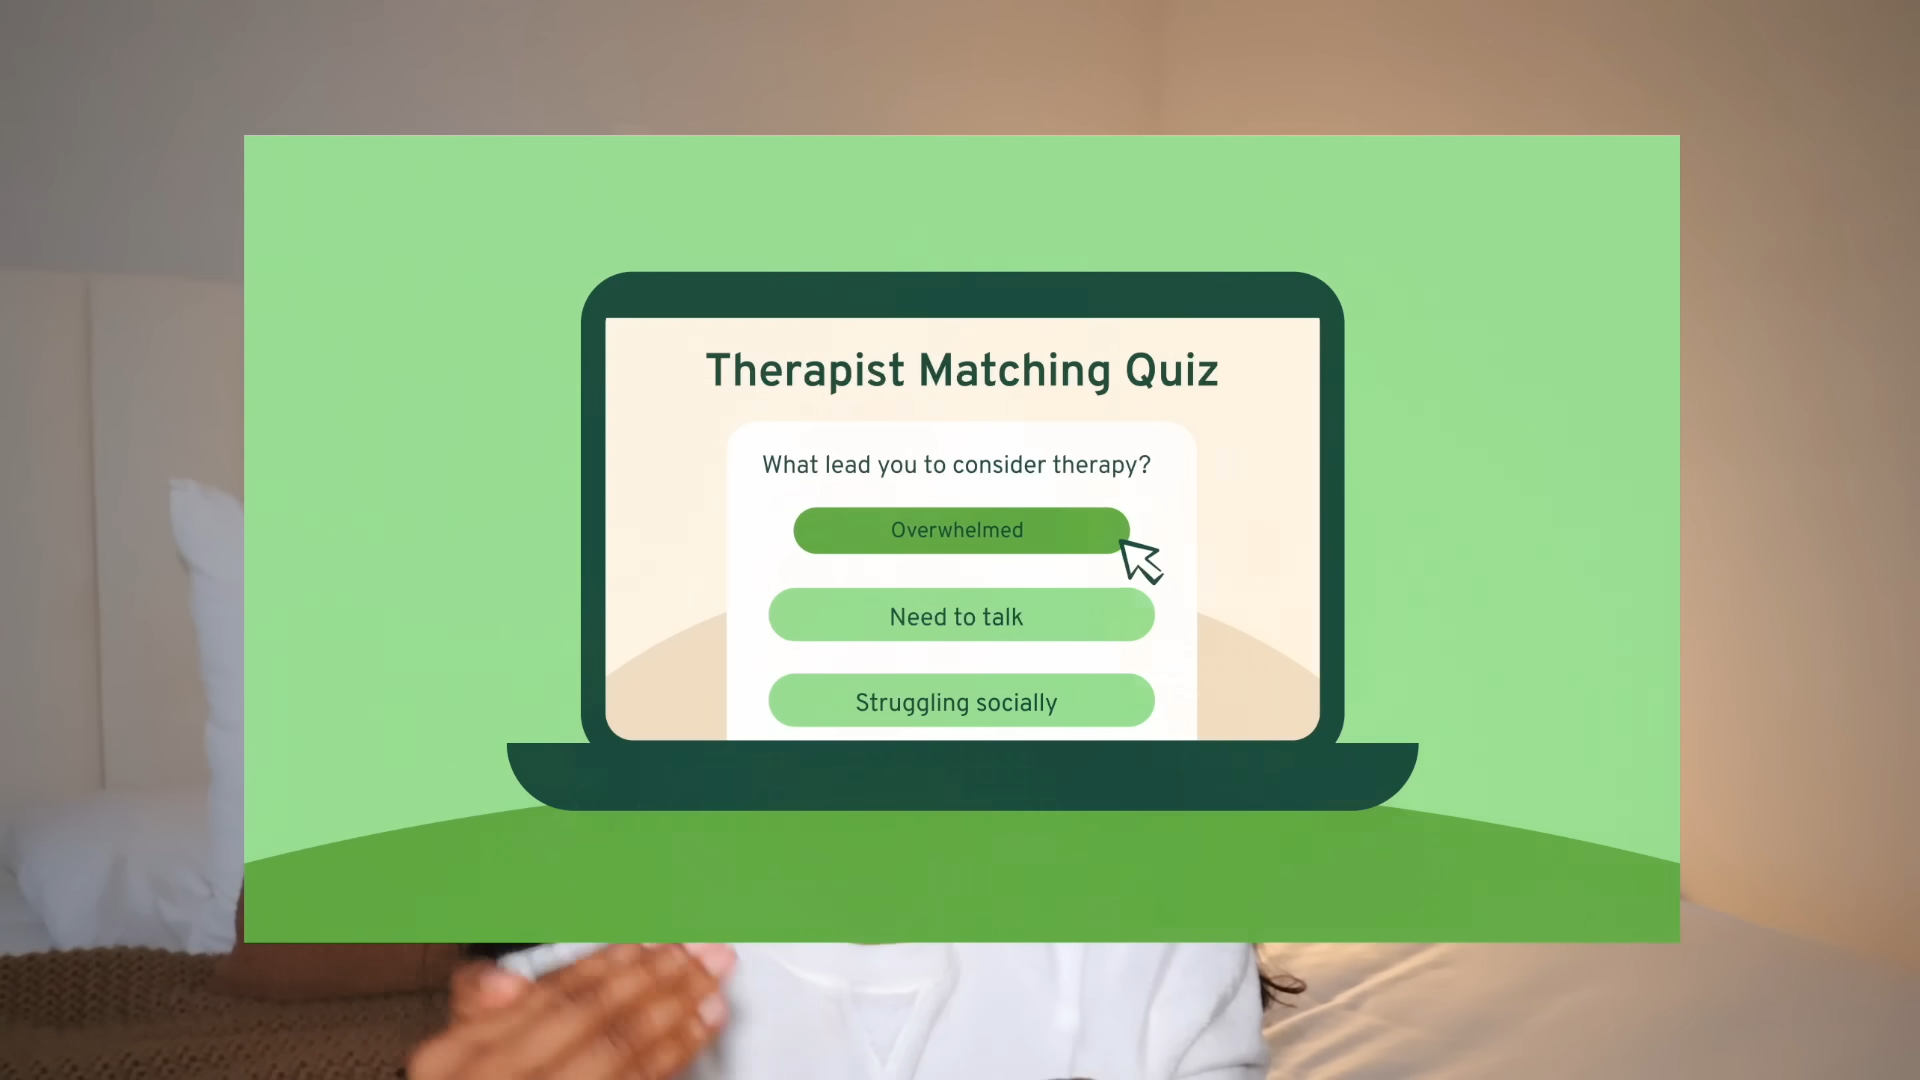 Therapist Matching Quiz
What lead you to consider therapy?
Overwhelmed
Need to talk
Struggling socially